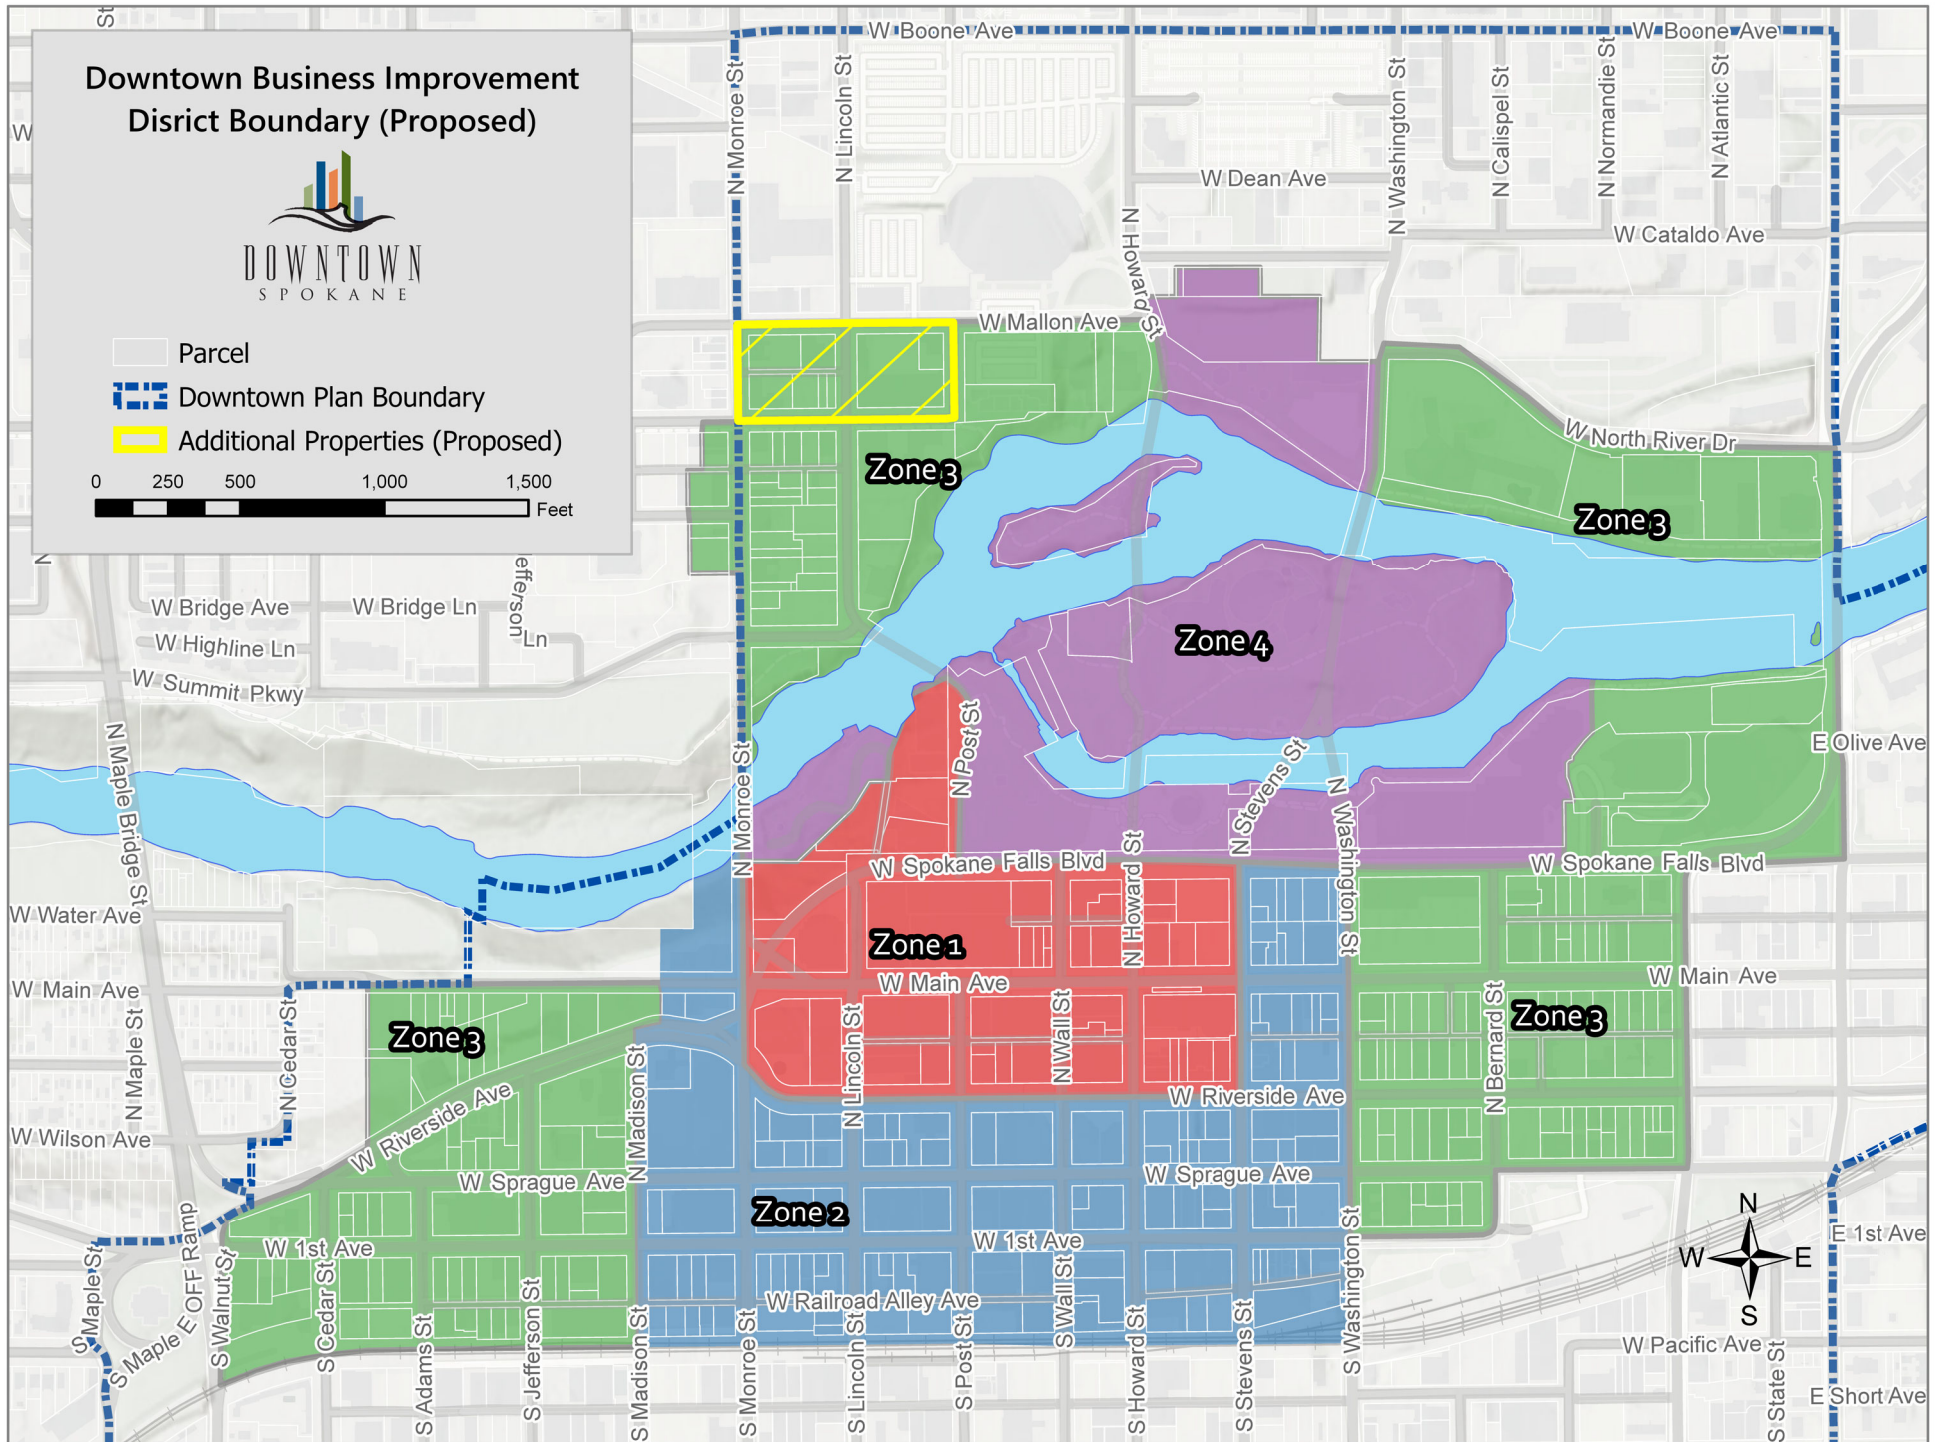 Downtown Business Improvement
Disrict Boundary (Proposed)
DOWNTOWN
SPOKANE
Parcel
Downtown Plan Boundary
Additional Properties (Proposed)
0 250 500 1,000 1,500
Feet
St
W Boone Ave
W Boone Ave
N Monroe St
N Lincoln St
N Washington St
N Calispel St
N Normandie St
N Atlantic St
W
W Dean Ave
N Howard St
W Cataldo Ave
W Mallon Ave
W North River Dr
Zone 3
Zone 3
N
efferson
Ln
W Bridge Ave
W Bridge Ln
W Highline Ln
W Summit Pkwy
Zone 4
N Maple Bridge St
N Monroe St
N Post St
N Stevens St
N Washington St
E Olive Ave
W Spokane Falls Blvd
N Howard St
W Spokane Falls Blvd
W Water Ave
Zone 1
W Main Ave
W Main Ave
W Main Ave
N Maple St
N Cedar St
Zone 3
N Madison St
N Lincoln St
N Wall St
N Bernard St
Zone 3
W Riverside Ave
W Riverside Ave
W Wilson Ave
W Sprague Ave
W Sprague Ave
Zone 2
W 1st Ave
W 1st Ave
E 1st Ave
N
W E
S
S Maple St
S Maple E OFF Ramp
S Walnut St
S Cedar St
S Adams St
S Jefferson St
S Madison St
S Monroe St
W Railroad Alley Ave
S Lincoln St
S Post St
S Wall St
S Howard St
S Stevens St
S Washington St
W Pacific Ave
S State St
E Short Ave